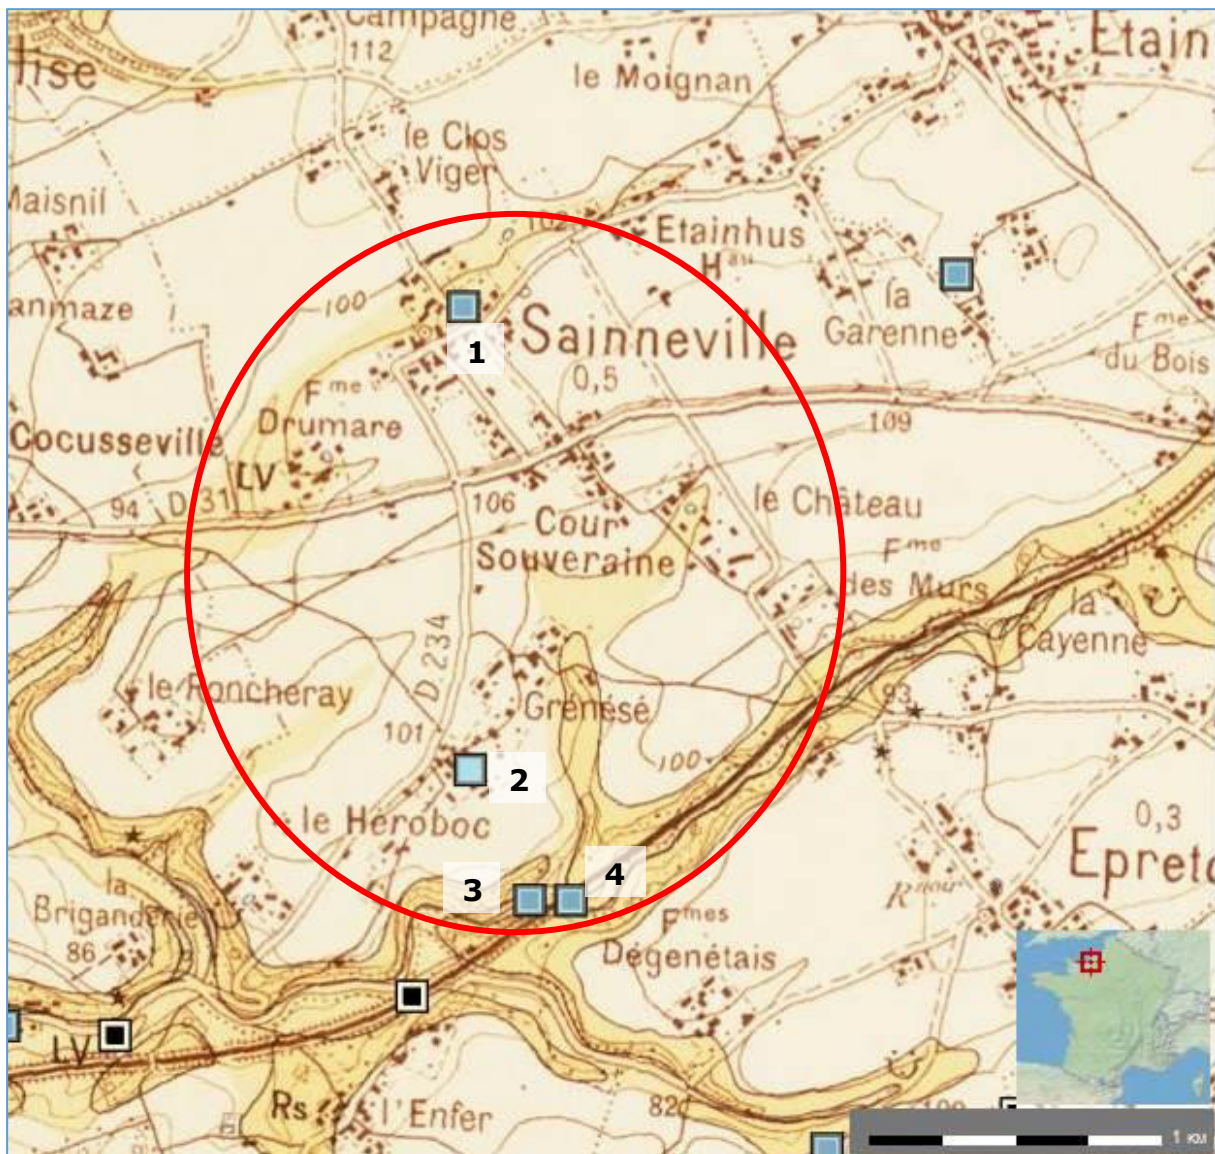 Campagne
112
lise
Etain
le Moignan
le Clos
Viger
Maisnil
102
Etainhus
Hau
100
anmaze
la
Garenne
Fme
du Bois
1
Sainneville
0,5
Fme
Drumare
Cocusseville
LV
109
94
D 31
106
le Château
Cour
Souveraine
Fme
des Murs
la
Cayenne
D 234
le Roncheray
Grénésé
93
101
100
2
le Héroboc
0,3
Epreto
3
4
la
Briganderie
86
Fmes
Dégenétais
LV
Rs
l'Enfer
82
1 км